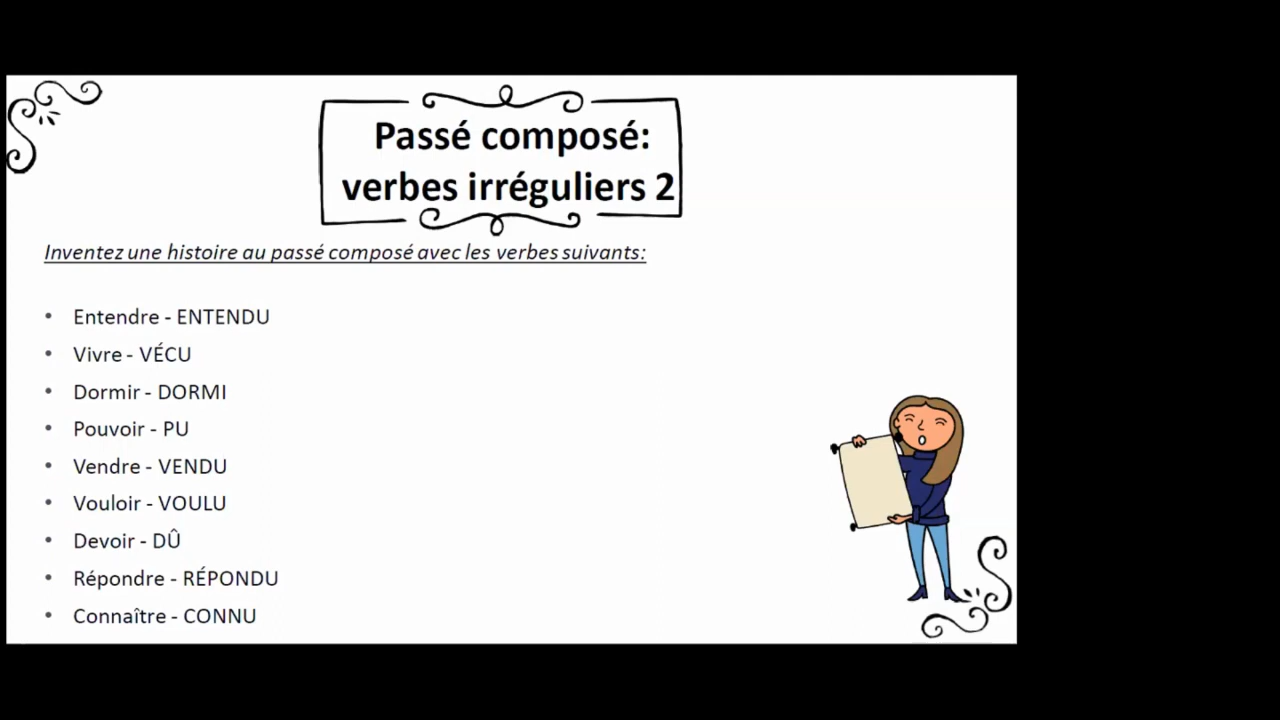 Passé composé:
verbes irréguliers 2
Inventez une histoire au passé composé avec les verbes suivants:
• Entendre - ENTENDU
• Vivre - VÉCU
• Dormir - DORMI
• Pouvoir - PU
• Vendre - VENDU
• Vouloir - VOULU
• Devoir - DÛ
• Répondre - RÉPONDU
• Connaître - CONNU